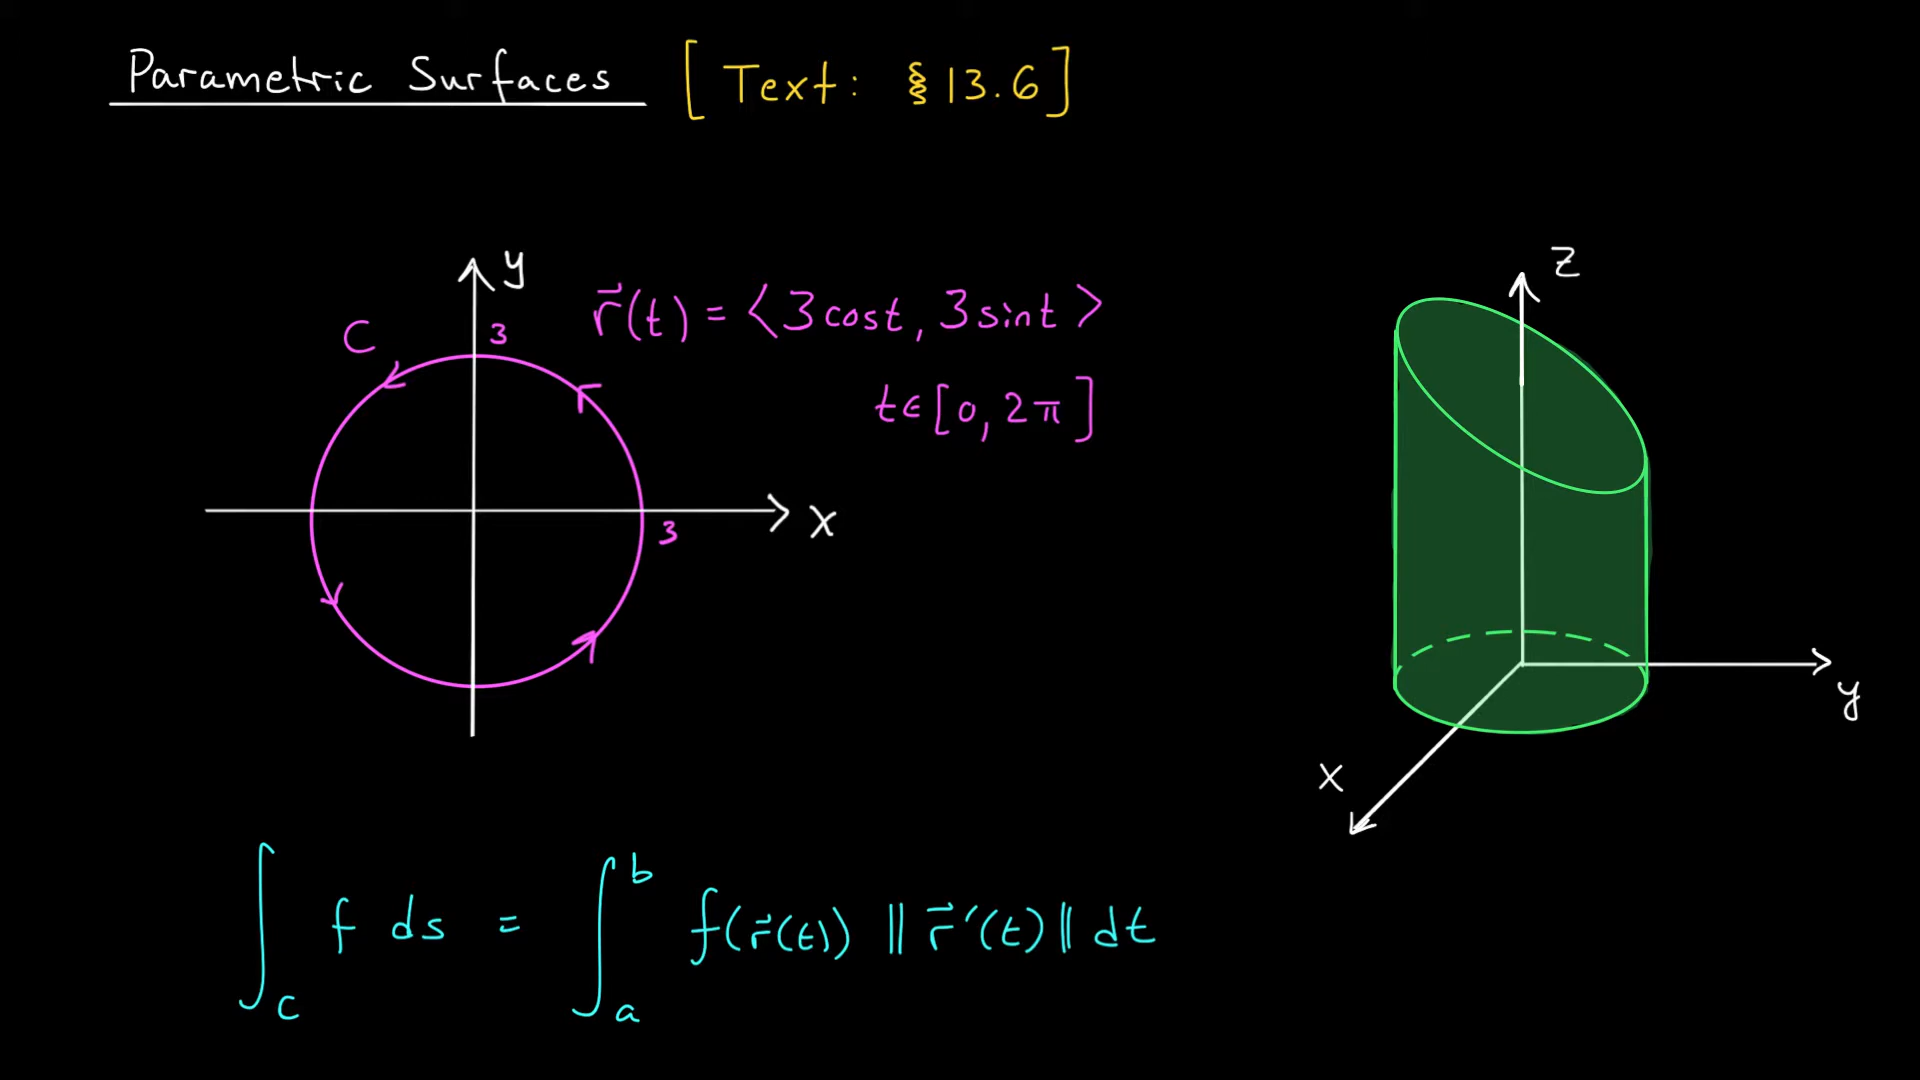 Parametric Surfaces [Text: §13.6]
y
C
3
r⃗(t) = ⟨3cost, 3sint⟩
t∈[0, 2π]
x
3
z
y
x
∫_C f ds = ∫_a^b f(r⃗(t)) ‖r⃗′(t)‖ dt